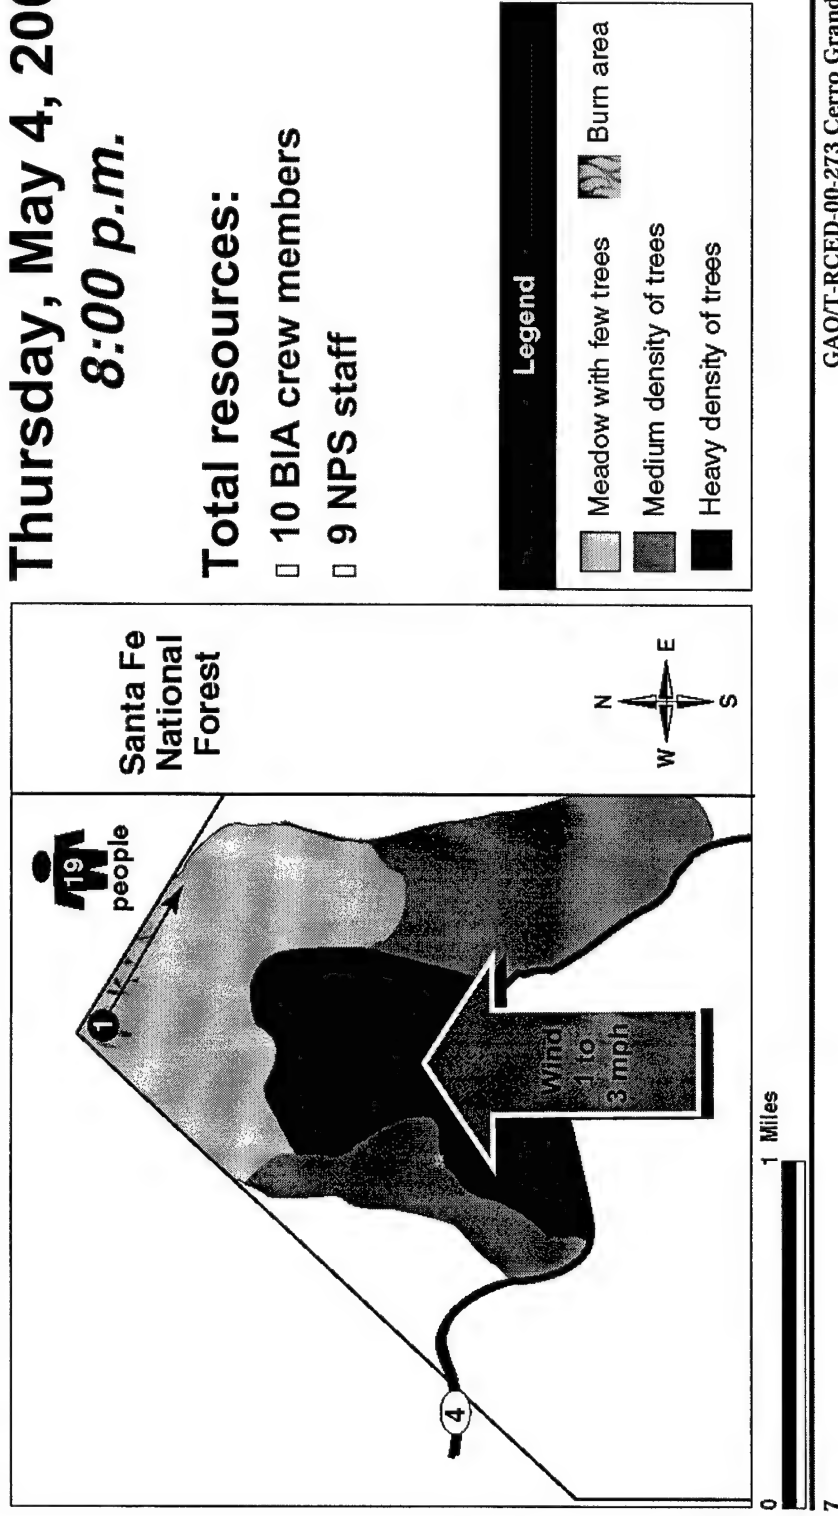 Thursday, May 4, 200
8:00 p.m.
Total resources:
▯ 10 BIA crew members
▯ 9 NPS staff
Legend
Meadow with few trees
Burn area
Medium density of trees
Heavy density of trees
Santa Fe
National
Forest
19
people
1
N
W E
S
Wind
1 to
3 mph
4
0 1 Miles
7 GAO/T-RCED-00-273 Cerro Grand